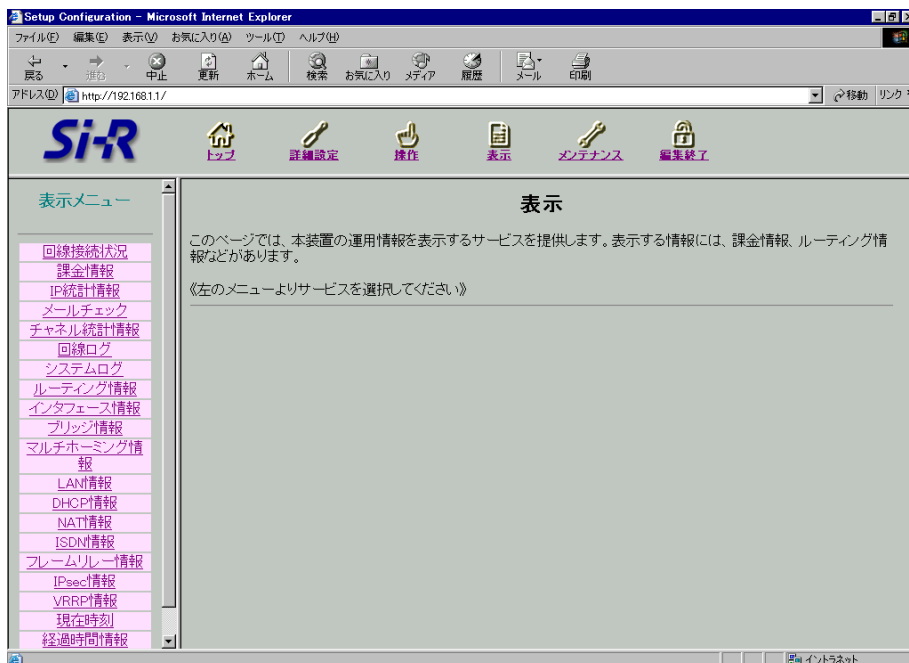 Setup Configuration - Microsoft Internet Explorer
ファイル(F) 編集(E) 表示(V) お気に入り(A) ツール(T) ヘルプ(H)
戻る 進む 中止 更新 ホーム 検索 お気に入り メディア 履歴 メール 印刷
アドレス(D) http://192.168.1.1/ 移動 リンク
Si-R
トップ 詳細設定 操作 表示 メンテナンス 編集終了
表示メニュー
回線接続状況
課金情報
IP統計情報
メールチェック
チャネル統計情報
回線ログ
システムログ
ルーティング情報
インタフェース情報
ブリッジ情報
マルチホーミング情
報
LAN情報
DHCP情報
NAT情報
ISDN情報
フレームリレー情報
IPsec情報
VRRP情報
現在時刻
経過時間情報
表示
このページでは、本装置の運用情報を表示するサービスを提供します。表示する情報には、課金情報、ルーティング情
報などがあります。
《左のメニューよりサービスを選択してください》
イントラネット